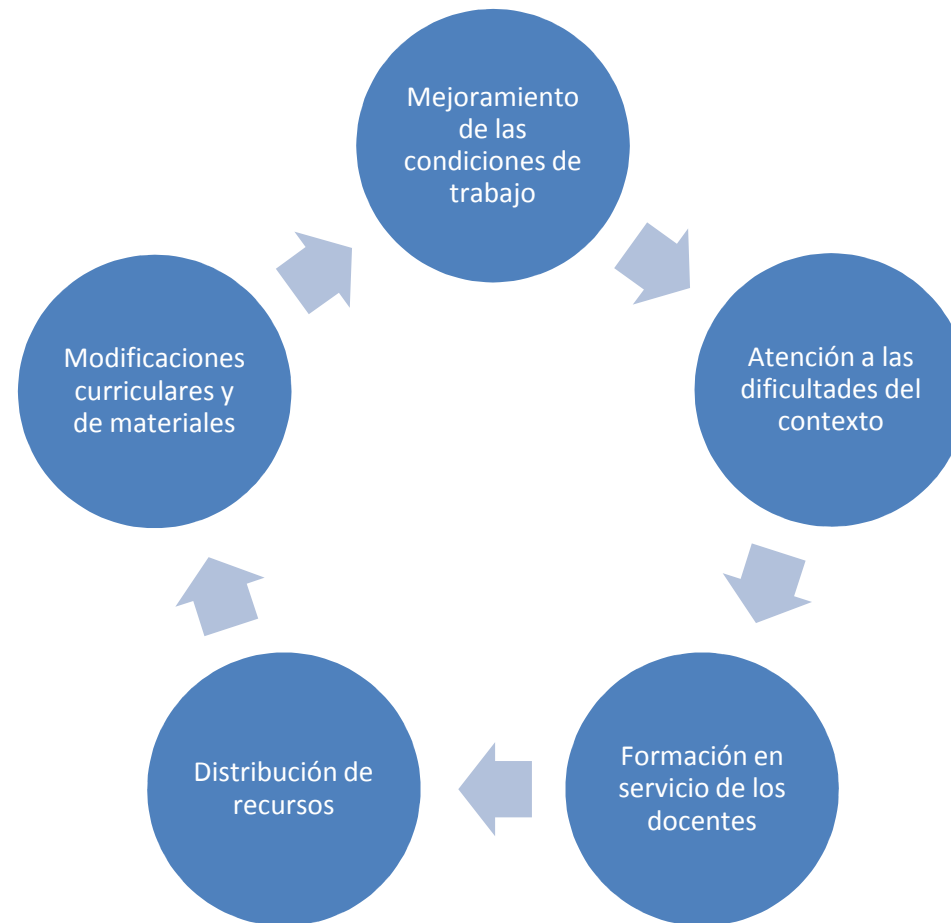 Mejoramiento
de las
condiciones de
trabajo
Atención a las
dificultades del
contexto
Formación en
servicio de los
docentes
Distribución de
recursos
Modificaciones
curriculares y
de materiales